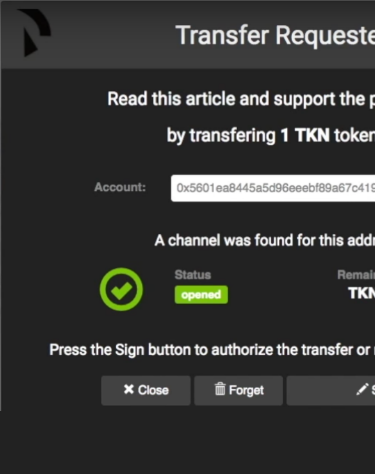 Transfer Requeste
Read this article and support the p
by transfering 1 TKN token
Account: 0x5601ea8445a5d96eeebf89a67c419
A channel was found for this addr
Status Remain
opened TKN
Press the Sign button to authorize the transfer or
Close Forget S